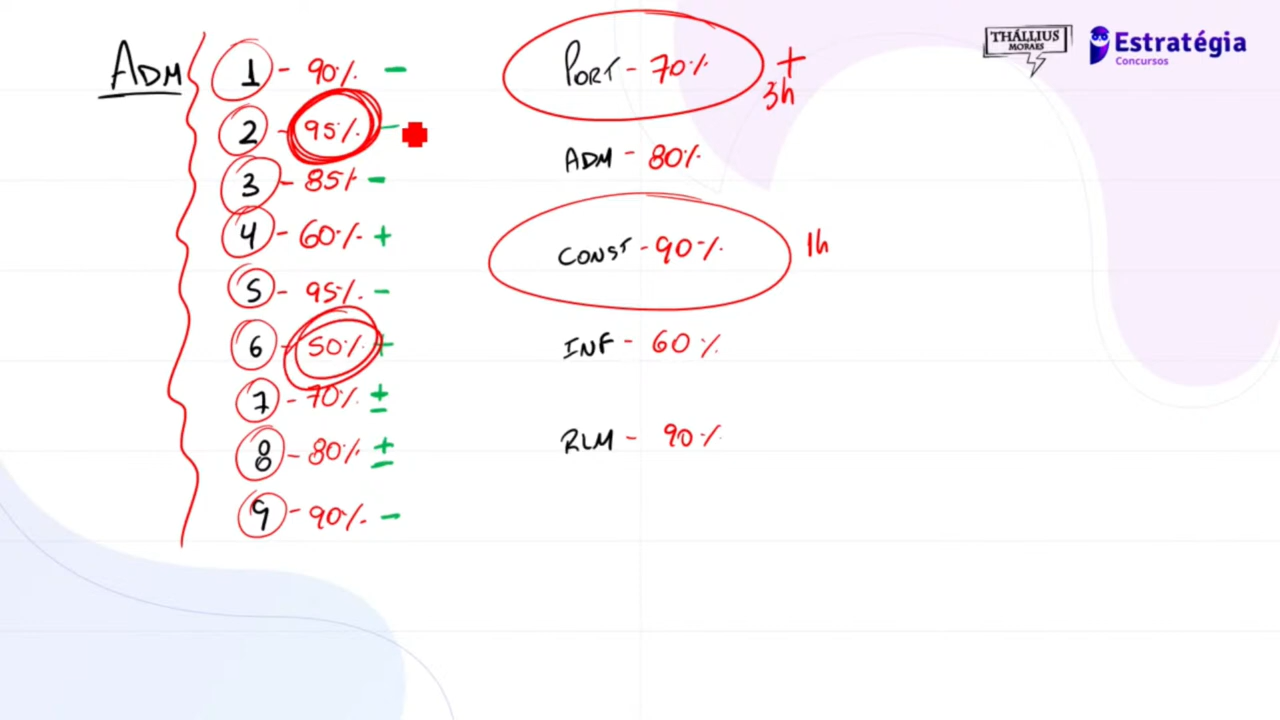 ADM
1 - 90% -
2 - 95% -
3 - 85% -
4 - 60% +
5 - 95% -
6 - 50% +
7 - 70% ±
8 - 80% ±
9 - 90% -
PORT - 70% +
3h
ADM - 80%
CONST - 90% 1h
INF - 60%
RLM - 90%
THÁLLIUS
MORAES
Estratégia
Concursos